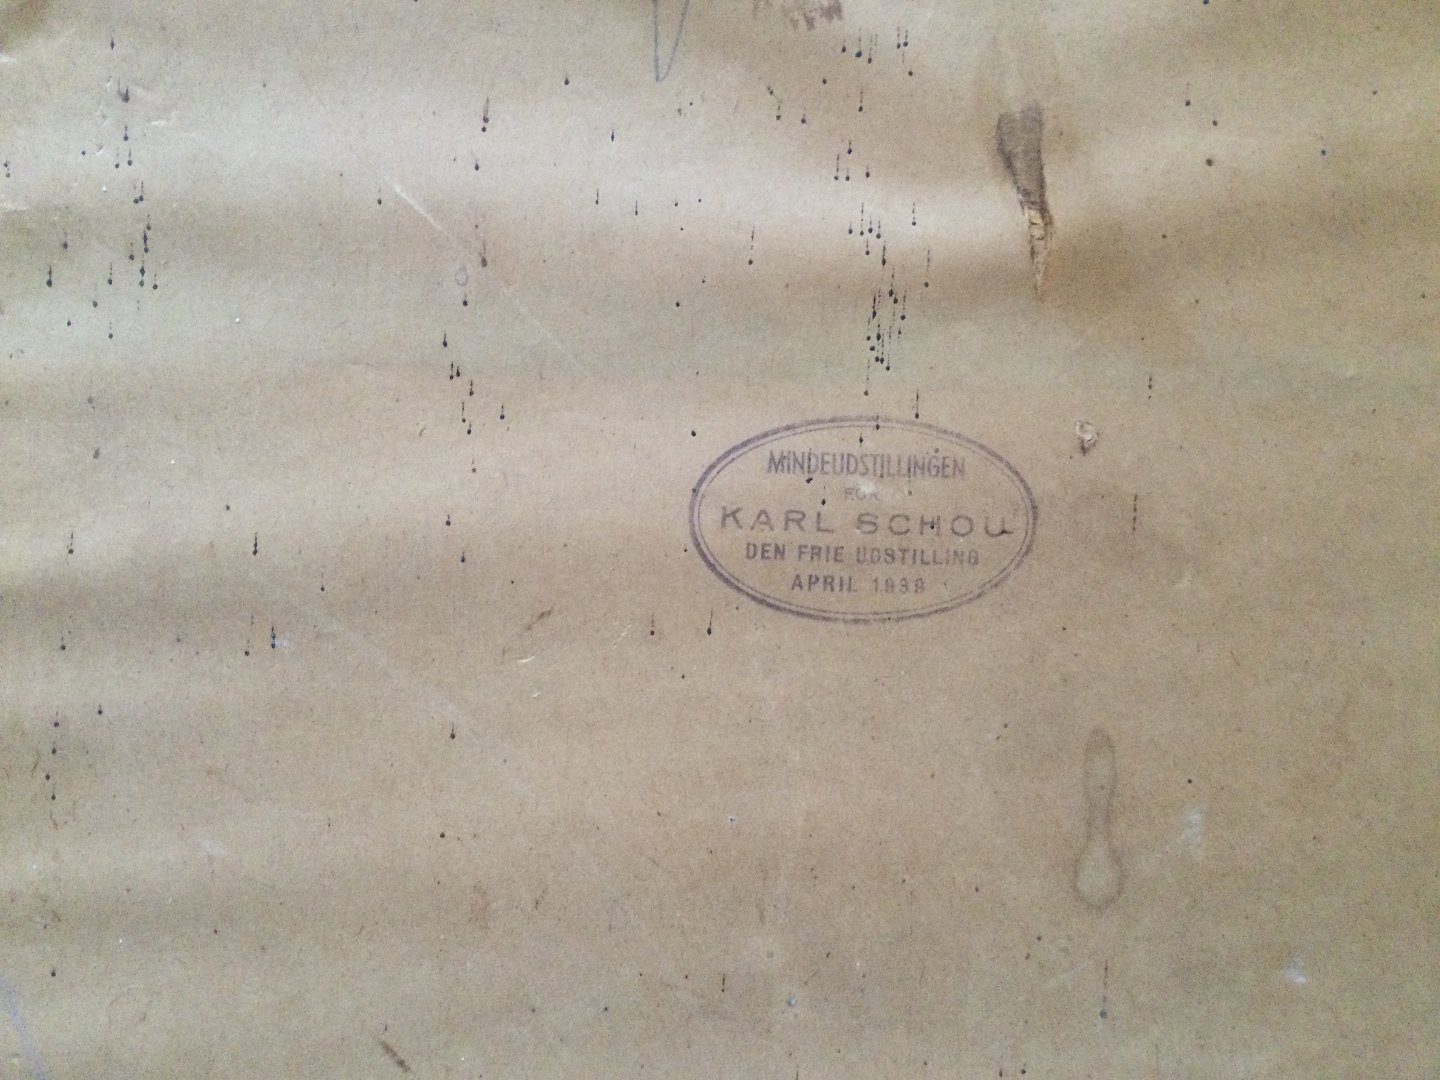 MINDEUDSTILLINGEN
FOR
KARL SCHOU
DEN FRIE UDSTILLING
APRIL 1939